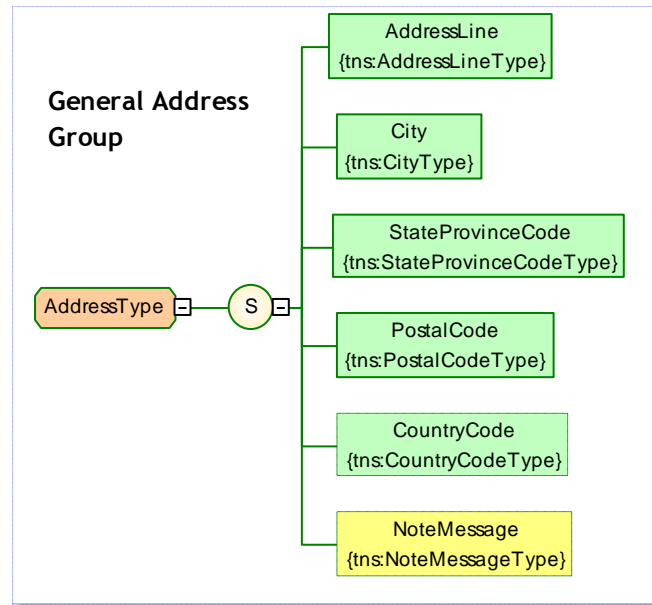 General Address
Group
AddressType
S
AddressLine
{tns:AddressLineType}
City
{tns:CityType}
StateProvinceCode
{tns:StateProvinceCodeType}
PostalCode
{tns:PostalCodeType}
CountryCode
{tns:CountryCodeType}
NoteMessage
{tns:NoteMessageType}